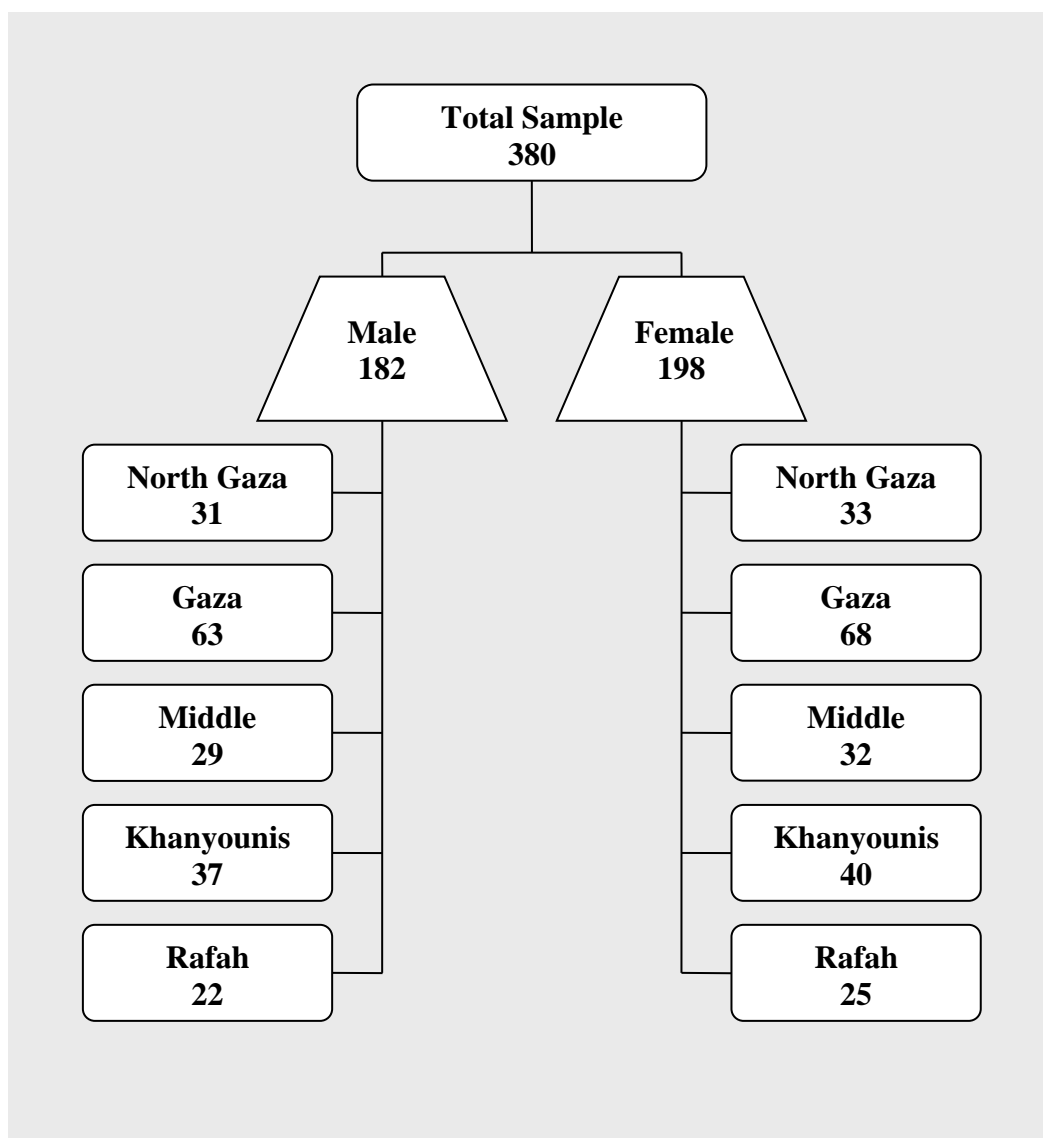 Total Sample
380
Male
182
Female
198
North Gaza
31
Gaza
63
Middle
29
Khanyounis
37
Rafah
22
North Gaza
33
Gaza
68
Middle
32
Khanyounis
40
Rafah
25